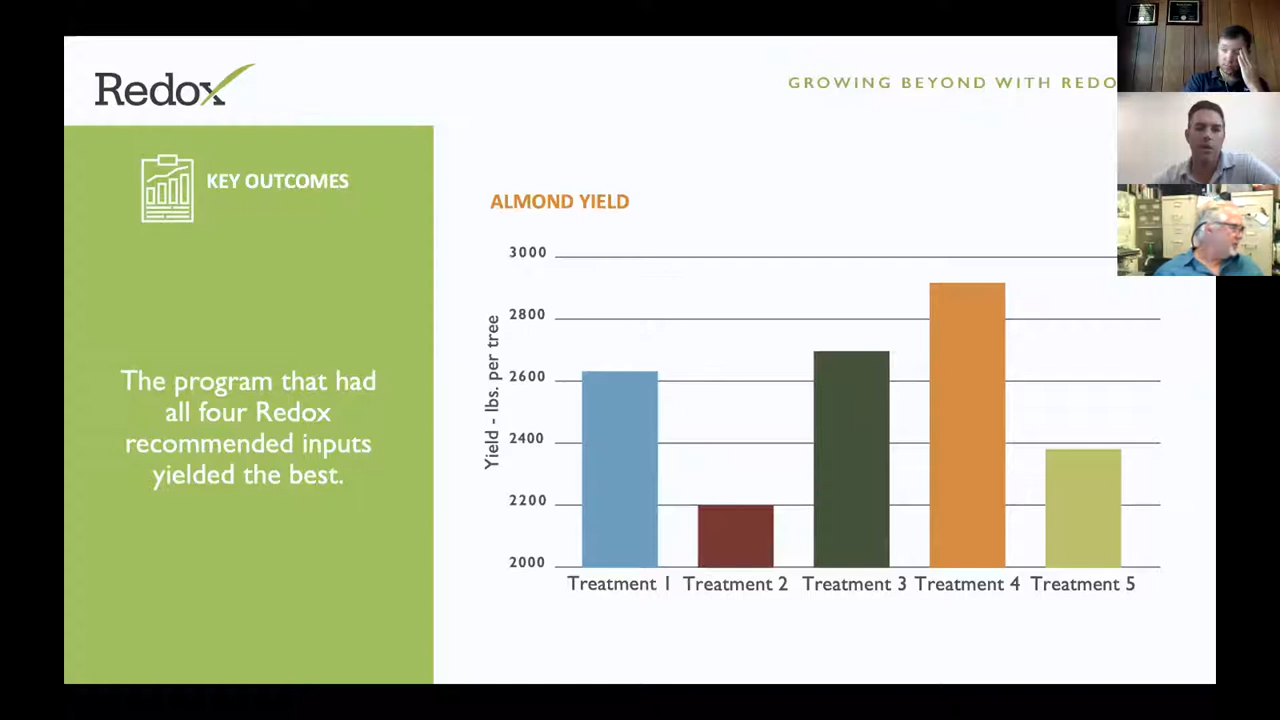 Redox
GROWING BEYOND WITH REDO
KEY OUTCOMES
The program that had
all four Redox
recommended inputs
yielded the best.
ALMOND YIELD
Yield - lbs. per tree
3000
2800
2600
2400
2200
2000
Treatment 1 Treatment 2 Treatment 3 Treatment 4 Treatment 5